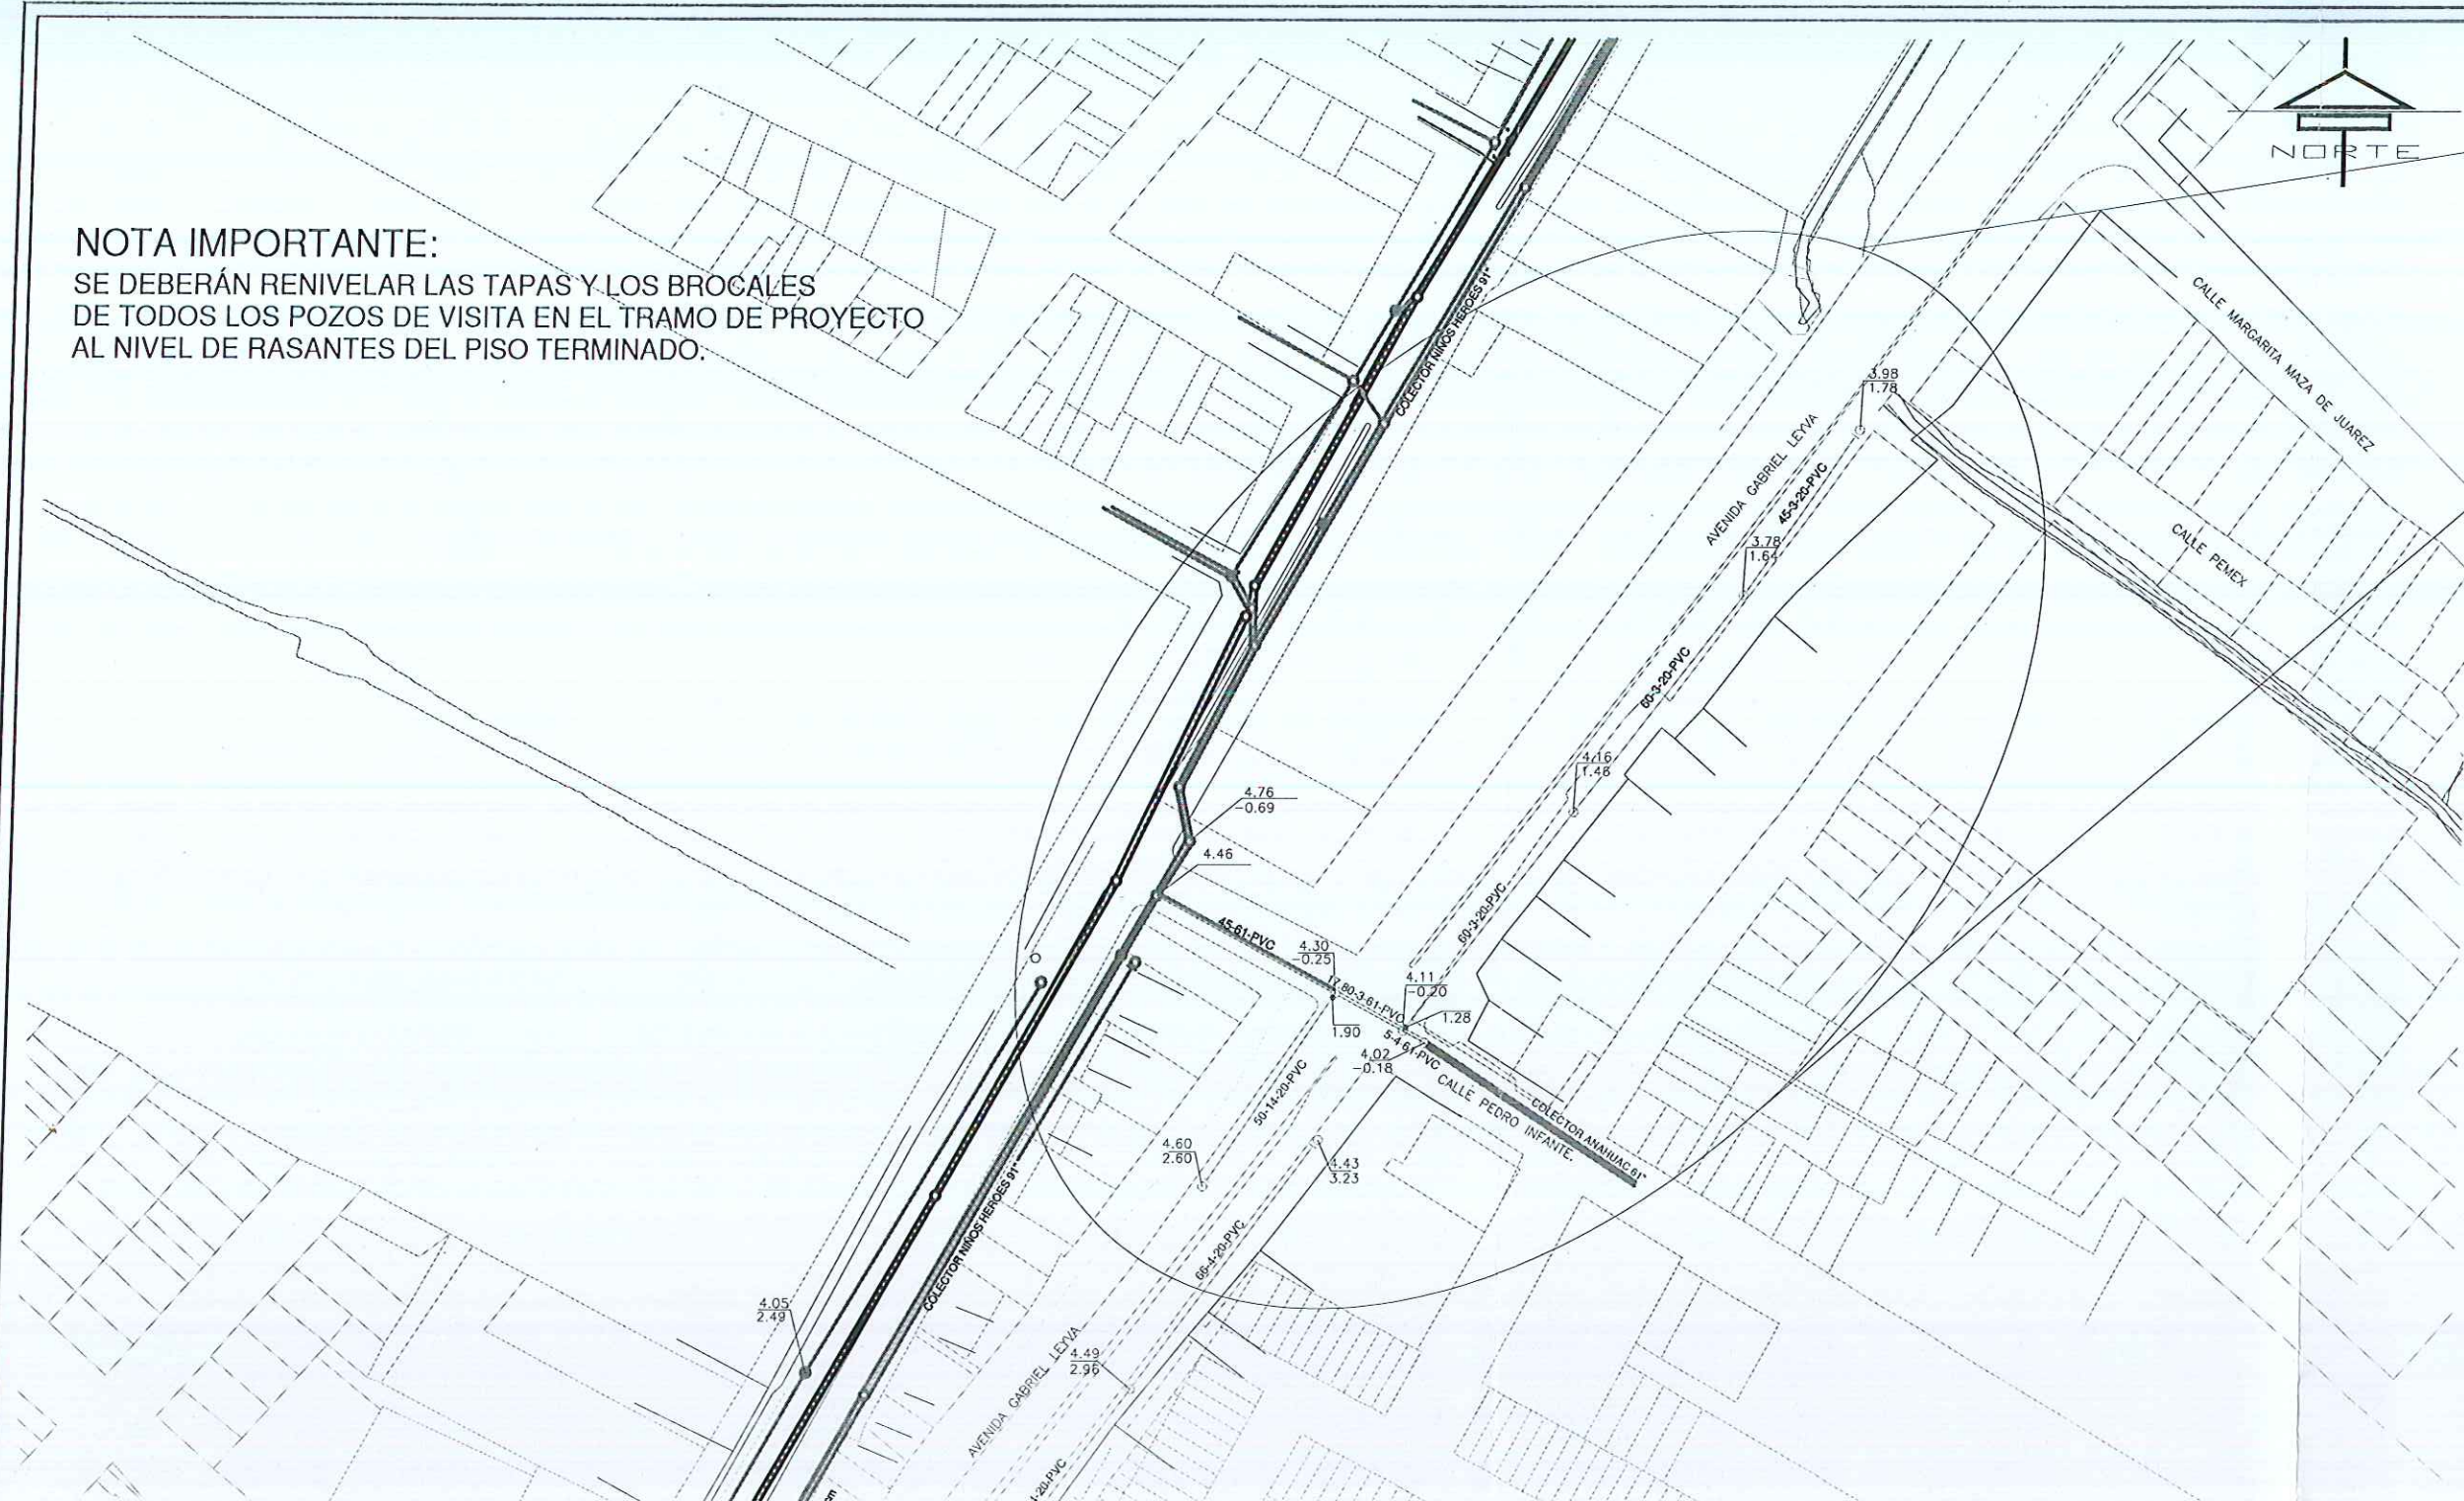 NORTE
NOTA IMPORTANTE:
SE DEBERÁN RENIVELAR LAS TAPAS Y LOS BROCALES
DE TODOS LOS POZOS DE VISITA EN EL TRAMO DE PROYECTO
AL NIVEL DE RASANTES DEL PISO TERMINADO.
COLECTOR NIÑOS HEROES 91"
CALLE MARGARITA MAZA DE JUAREZ
3.98
1.78
AVENIDA GABRIEL LEYVA
45-3-20-PVC
3.78
1.64
CALLE PEMEX
60-3-20-PVC
4.16
1.46
4.76
-0.69
4.46
60-3-20-PVC
45-61-PVC
4.30
-0.25
17.80-3-61-PVC
4.11
-0.20
1.28
1.90
5-4-61-PVC
4.02
-0.18
CALLE PEDRO INFANTE.
COLECTOR ANAHUAC 61"
50-14-20-PVC
4.60
2.60
4.43
3.23
COLECTOR NIÑOS HEROES 91"
66-4-20-PVC
4.05
2.49
AVENIDA GABRIEL LEYVA
4.49
2.96
-20-PVC
cm